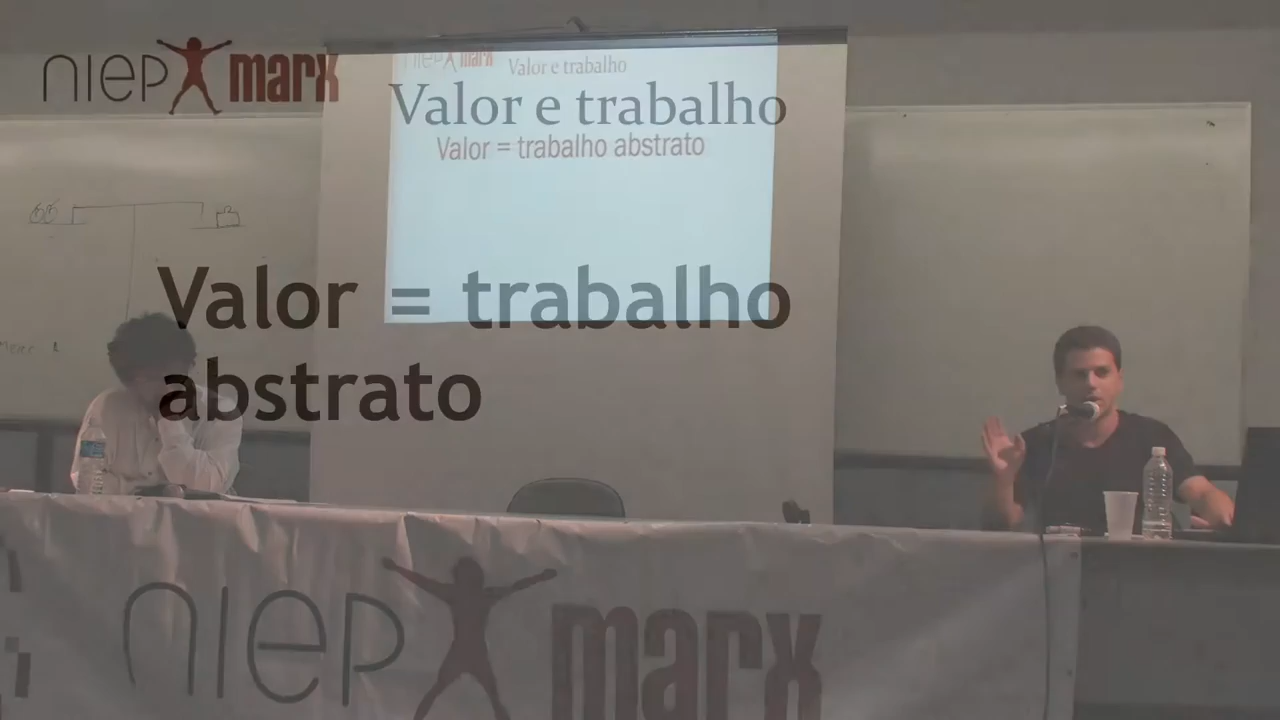 NIEP marx
NIEP marx Valor e trabalho
Valor e trabalho
Valor = trabalho abstrato
Valor = trabalho
abstrato
NIEP marx